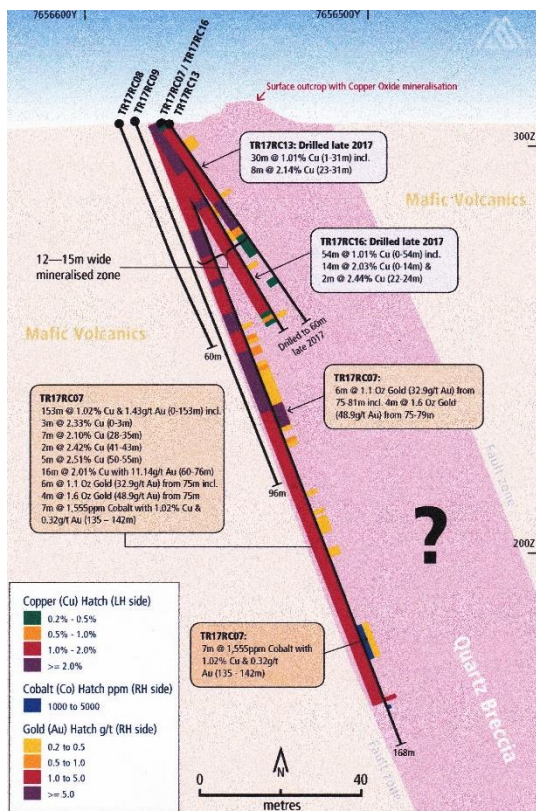 7656600Y
7656500Y
TR17RC08
TR17RC09
TR17RC07 / TR17RC16
TR17RC13
Surface outcrop with Copper Oxide mineralisation
300Z
TR17RC13: Drilled late 2017
30m @ 1.01% Cu (1-31m) incl.
8m @ 2.14% Cu (23-31m)
Mafic Volcanics
TR17RC16: Drilled late 2017
54m @ 1.01% Cu (0-54m) incl.
14m @ 2.03% Cu (0-14m) &
2m @ 2.44% Cu (22-24m)
12—15m wide
mineralised zone
Mafic Volcanics
Drilled to 60m
late 2017
60m
TR17RC07:
6m @ 1.1 Oz Gold (32.9g/t Au) from
75-81m incl. 4m @ 1.6 Oz Gold
(48.9g/t Au) from 75-79m
TR17RC07
153m @ 1.02% Cu & 1.43g/t Au (0-153m) incl.
3m @ 2.33% Cu (0-3m)
7m @ 2.10% Cu (28-35m)
2m @ 2.42% Cu (41-43m)
5m @ 2.51% Cu (50-55m)
16m @ 2.01% Cu with 11.14g/t Au (60-76m)
6m @ 1.1 Oz Gold (32.9g/t Au) from 75m incl.
4m @ 1.6 Oz Gold (48.9g/t Au) from 75m
7m @ 1,555ppm Cobalt with 1.02% Cu &
0.32g/t Au (135 – 142m)
96m
Fault zone
?
200Z
Copper (Cu) Hatch (LH side)
0.2% - 0.5%
0.5% - 1.0%
1.0% - 2.0%
>= 2.0%
Cobalt (Co) Hatch ppm (RH side)
1000 to 5000
Gold (Au) Hatch g/t (RH side)
0.2 to 0.5
0.5 to 1.0
1.0 to 5.0
>= 5.0
TR17RC07:
7m @ 1,555ppm Cobalt with
1.02% Cu & 0.32g/t
Au (135 - 142m)
Quartz Breccia
Fault zone
168m
N
0
40
metres